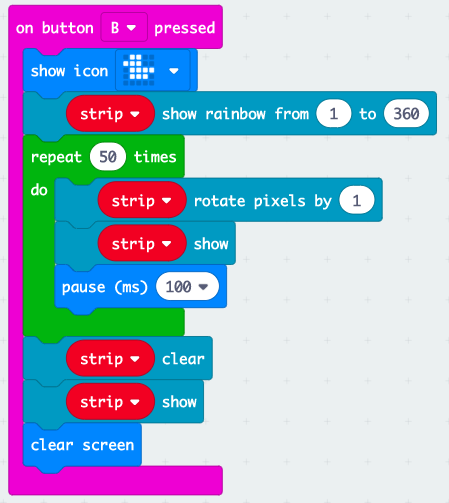 on button B pressed
show icon
strip show rainbow from 1 to 360
repeat 50 times
do
strip rotate pixels by 1
strip show
pause (ms) 100
strip clear
strip show
clear screen